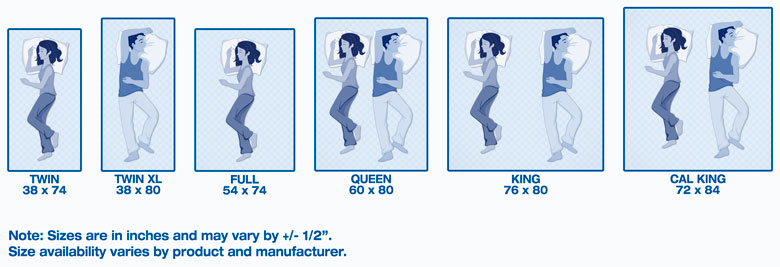 TWIN
38 x 74
TWIN XL
38 x 80
FULL
54 x 74
QUEEN
60 x 80
KING
76 x 80
CAL KING
72 x 84
Note: Sizes are in inches and may vary by +/- 1/2”.
Size availability varies by product and manufacturer.